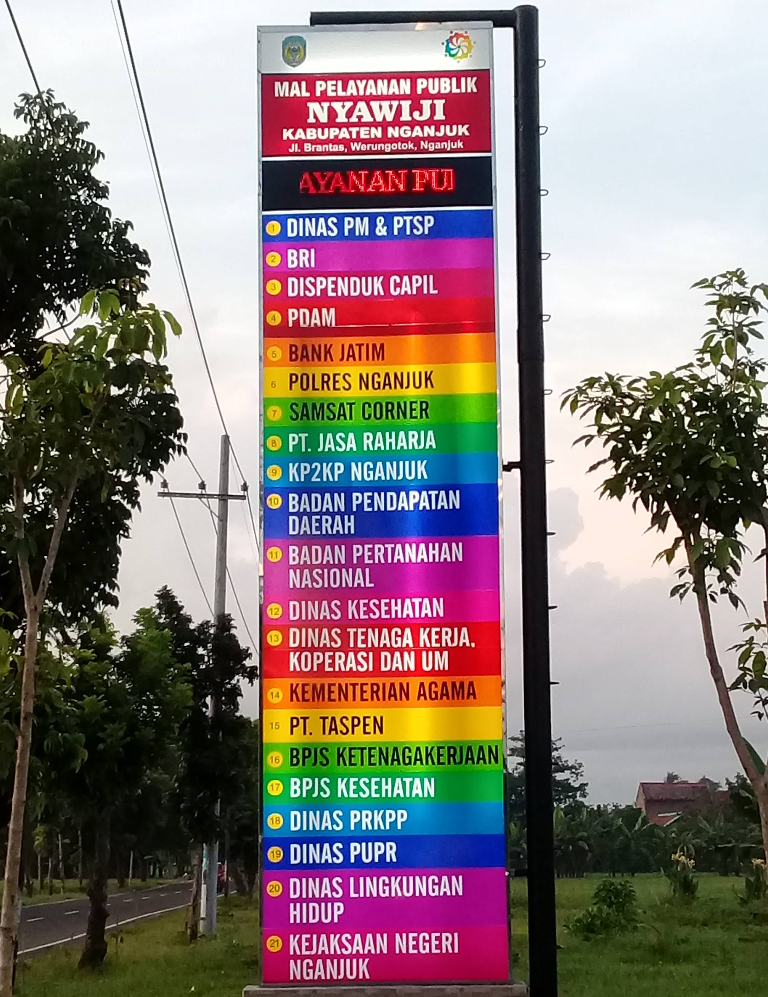 MAL PELAYANAN PUBLIK
NYAWIJI
KABUPATEN NGANJUK
Jl. Brantas, Werungotok, Nganjuk
AYANAN PUI
1 DINAS PM & PTSP
2 BRI
3 DISPENDUK CAPIL
4 PDAM
5 BANK JATIM
6 POLRES NGANJUK
7 SAMSAT CORNER
8 PT. JASA RAHARJA
9 KP2KP NGANJUK
10 BADAN PENDAPATAN
DAERAH
11 BADAN PERTANAHAN
NASIONAL
12 DINAS KESEHATAN
13 DINAS TENAGA KERJA,
KOPERASI DAN UM
14 KEMENTERIAN AGAMA
15 PT. TASPEN
16 BPJS KETENAGAKERJAAN
17 BPJS KESEHATAN
18 DINAS PRKPP
19 DINAS PUPR
20 DINAS LINGKUNGAN
HIDUP
21 KEJAKSAAN NEGERI
NGANJUK